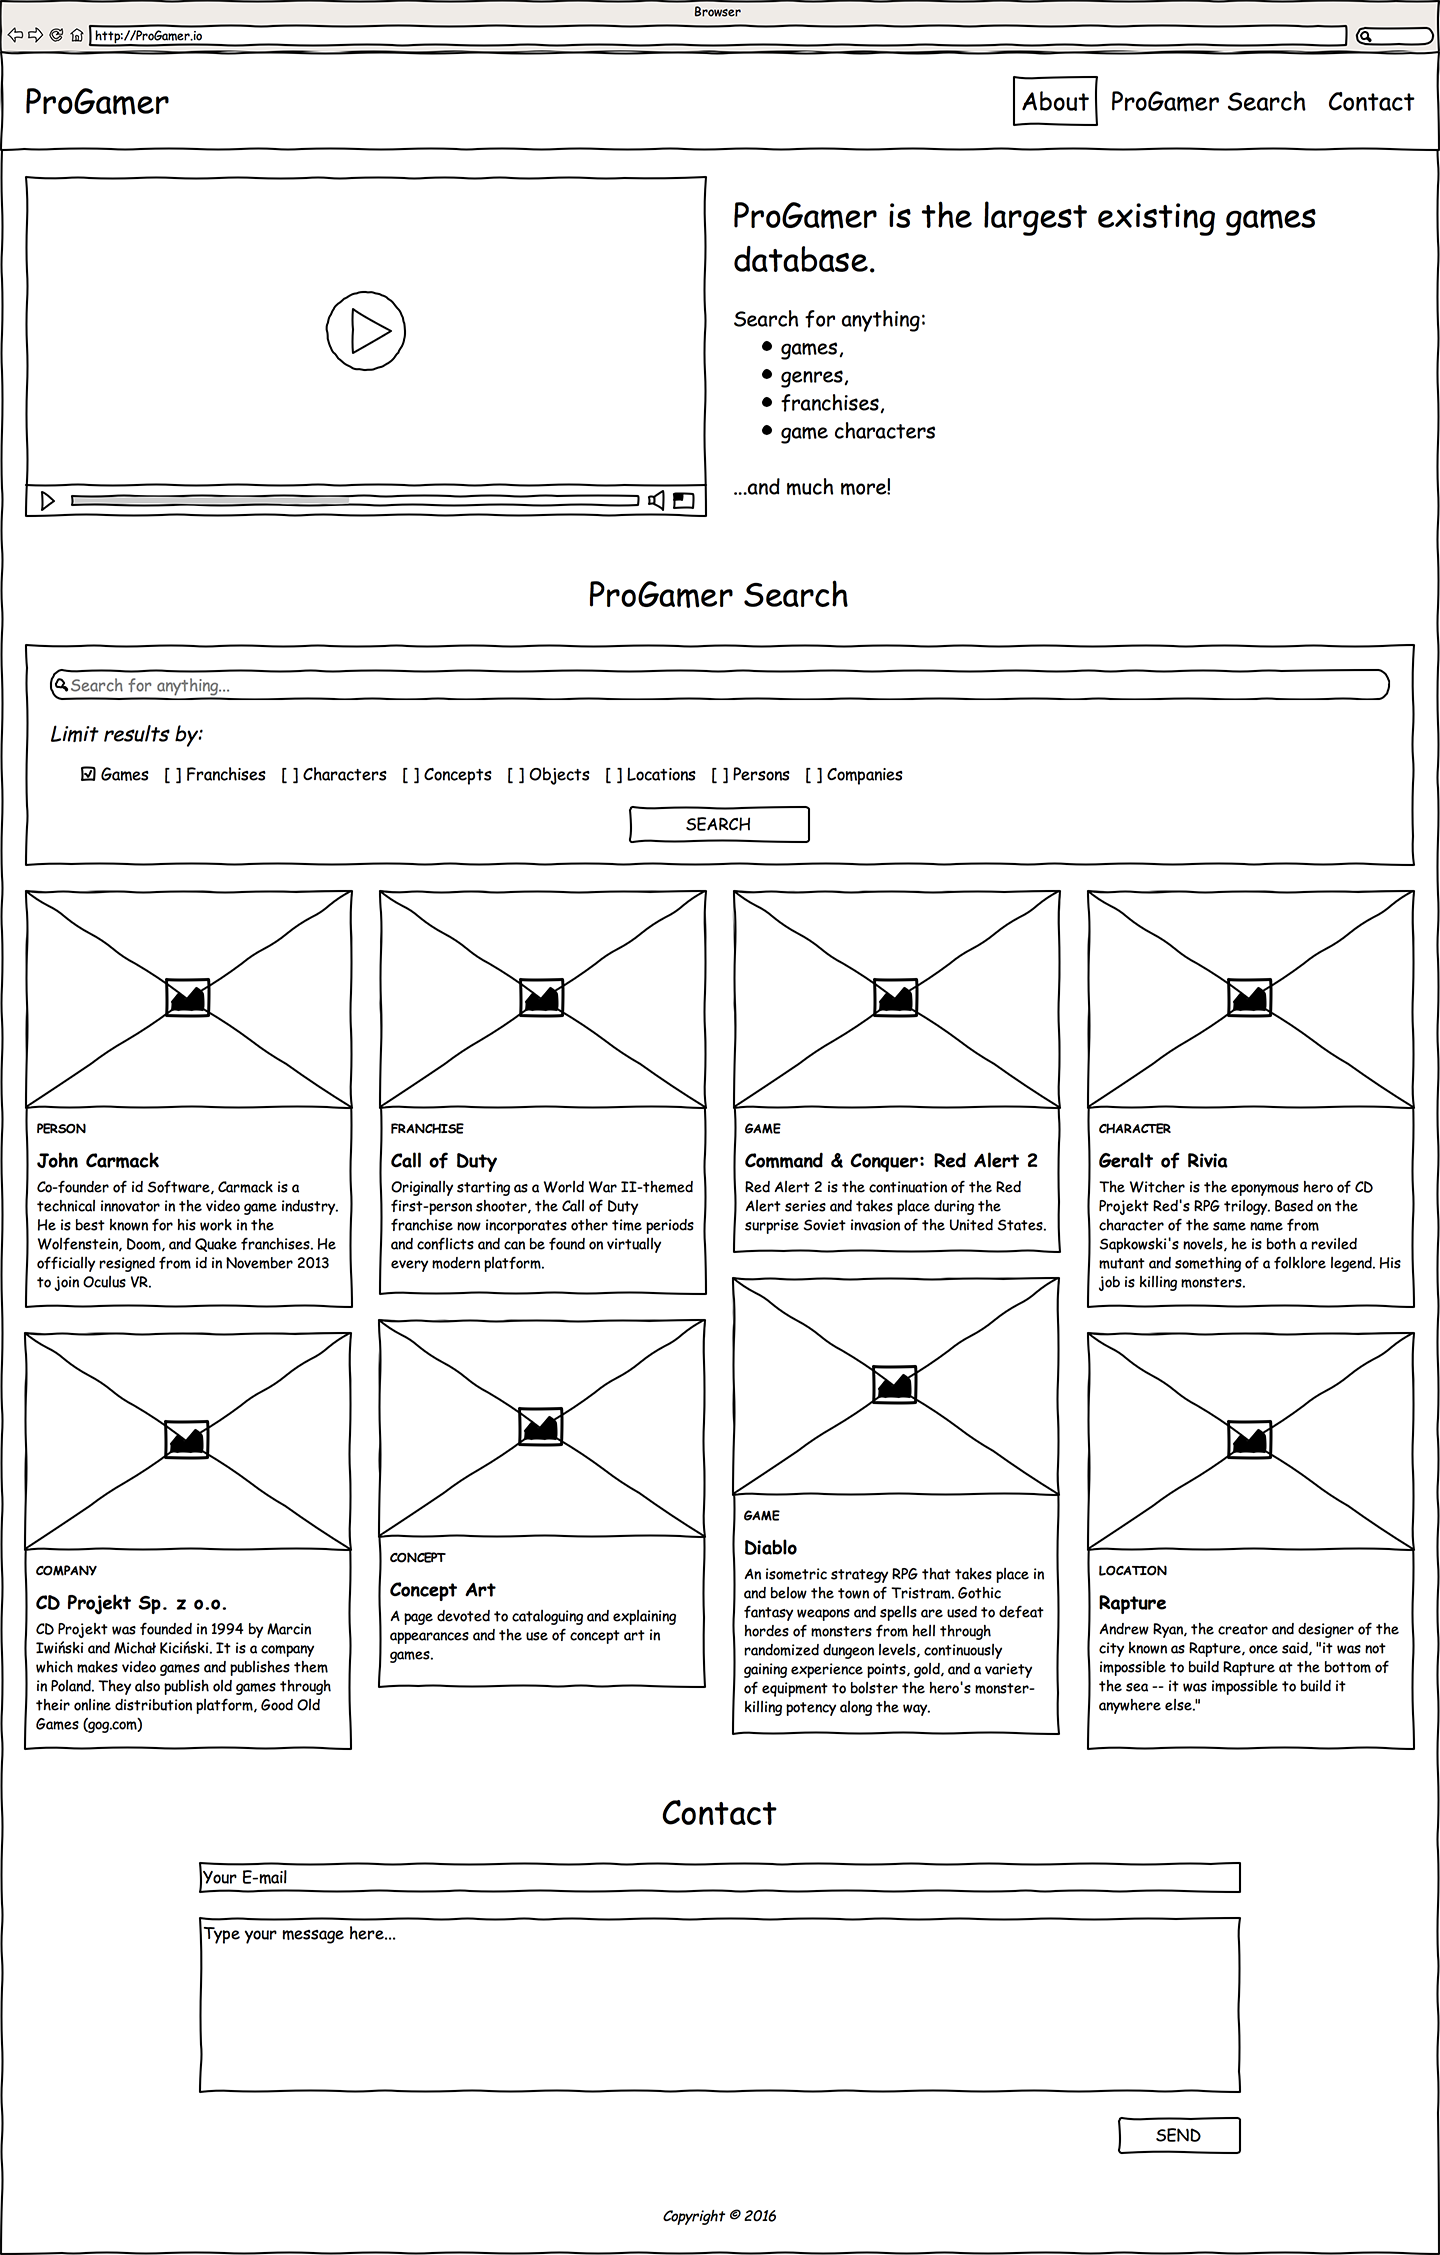 Browser
http://ProGamer.io
ProGamer
About
ProGamer Search
Contact
ProGamer is the largest existing games
database.
Search for anything:
games,
genres,
franchises,
game characters
...and much more!
ProGamer Search
Search for anything...
Limit results by:
Games [ ] Franchises [ ] Characters [ ] Concepts [ ] Objects [ ] Locations [ ] Persons [ ] Companies
SEARCH
PERSON
John Carmack
Co-founder of id Software, Carmack is a
technical innovator in the video game industry.
He is best known for his work in the
Wolfenstein, Doom, and Quake franchises. He
officially resigned from id in November 2013
to join Oculus VR.
FRANCHISE
Call of Duty
Originally starting as a World War II-themed
first-person shooter, the Call of Duty
franchise now incorporates other time periods
and conflicts and can be found on virtually
every modern platform.
GAME
Command & Conquer: Red Alert 2
Red Alert 2 is the continuation of the Red
Alert series and takes place during the
surprise Soviet invasion of the United States.
CHARACTER
Geralt of Rivia
The Witcher is the eponymous hero of CD
Projekt Red's RPG trilogy. Based on the
character of the same name from
Sapkowski's novels, he is both a reviled
mutant and something of a folklore legend. His
job is killing monsters.
COMPANY
CD Projekt Sp. z o.o.
CD Projekt was founded in 1994 by Marcin
Iwiński and Michał Kiciński. It is a company
which makes video games and publishes them
in Poland. They also publish old games through
their online distribution platform, Good Old
Games (gog.com)
CONCEPT
Concept Art
A page devoted to cataloguing and explaining
appearances and the use of concept art in
games.
GAME
Diablo
An isometric strategy RPG that takes place in
and below the town of Tristram. Gothic
fantasy weapons and spells are used to defeat
hordes of monsters from hell through
randomized dungeon levels, continuously
gaining experience points, gold, and a variety
of equipment to bolster the hero's monster-
killing potency along the way.
LOCATION
Rapture
Andrew Ryan, the creator and designer of the
city known as Rapture, once said, "it was not
impossible to build Rapture at the bottom of
the sea -- it was impossible to build it
anywhere else."
Contact
Your E-mail
Type your message here...
SEND
Copyright © 2016